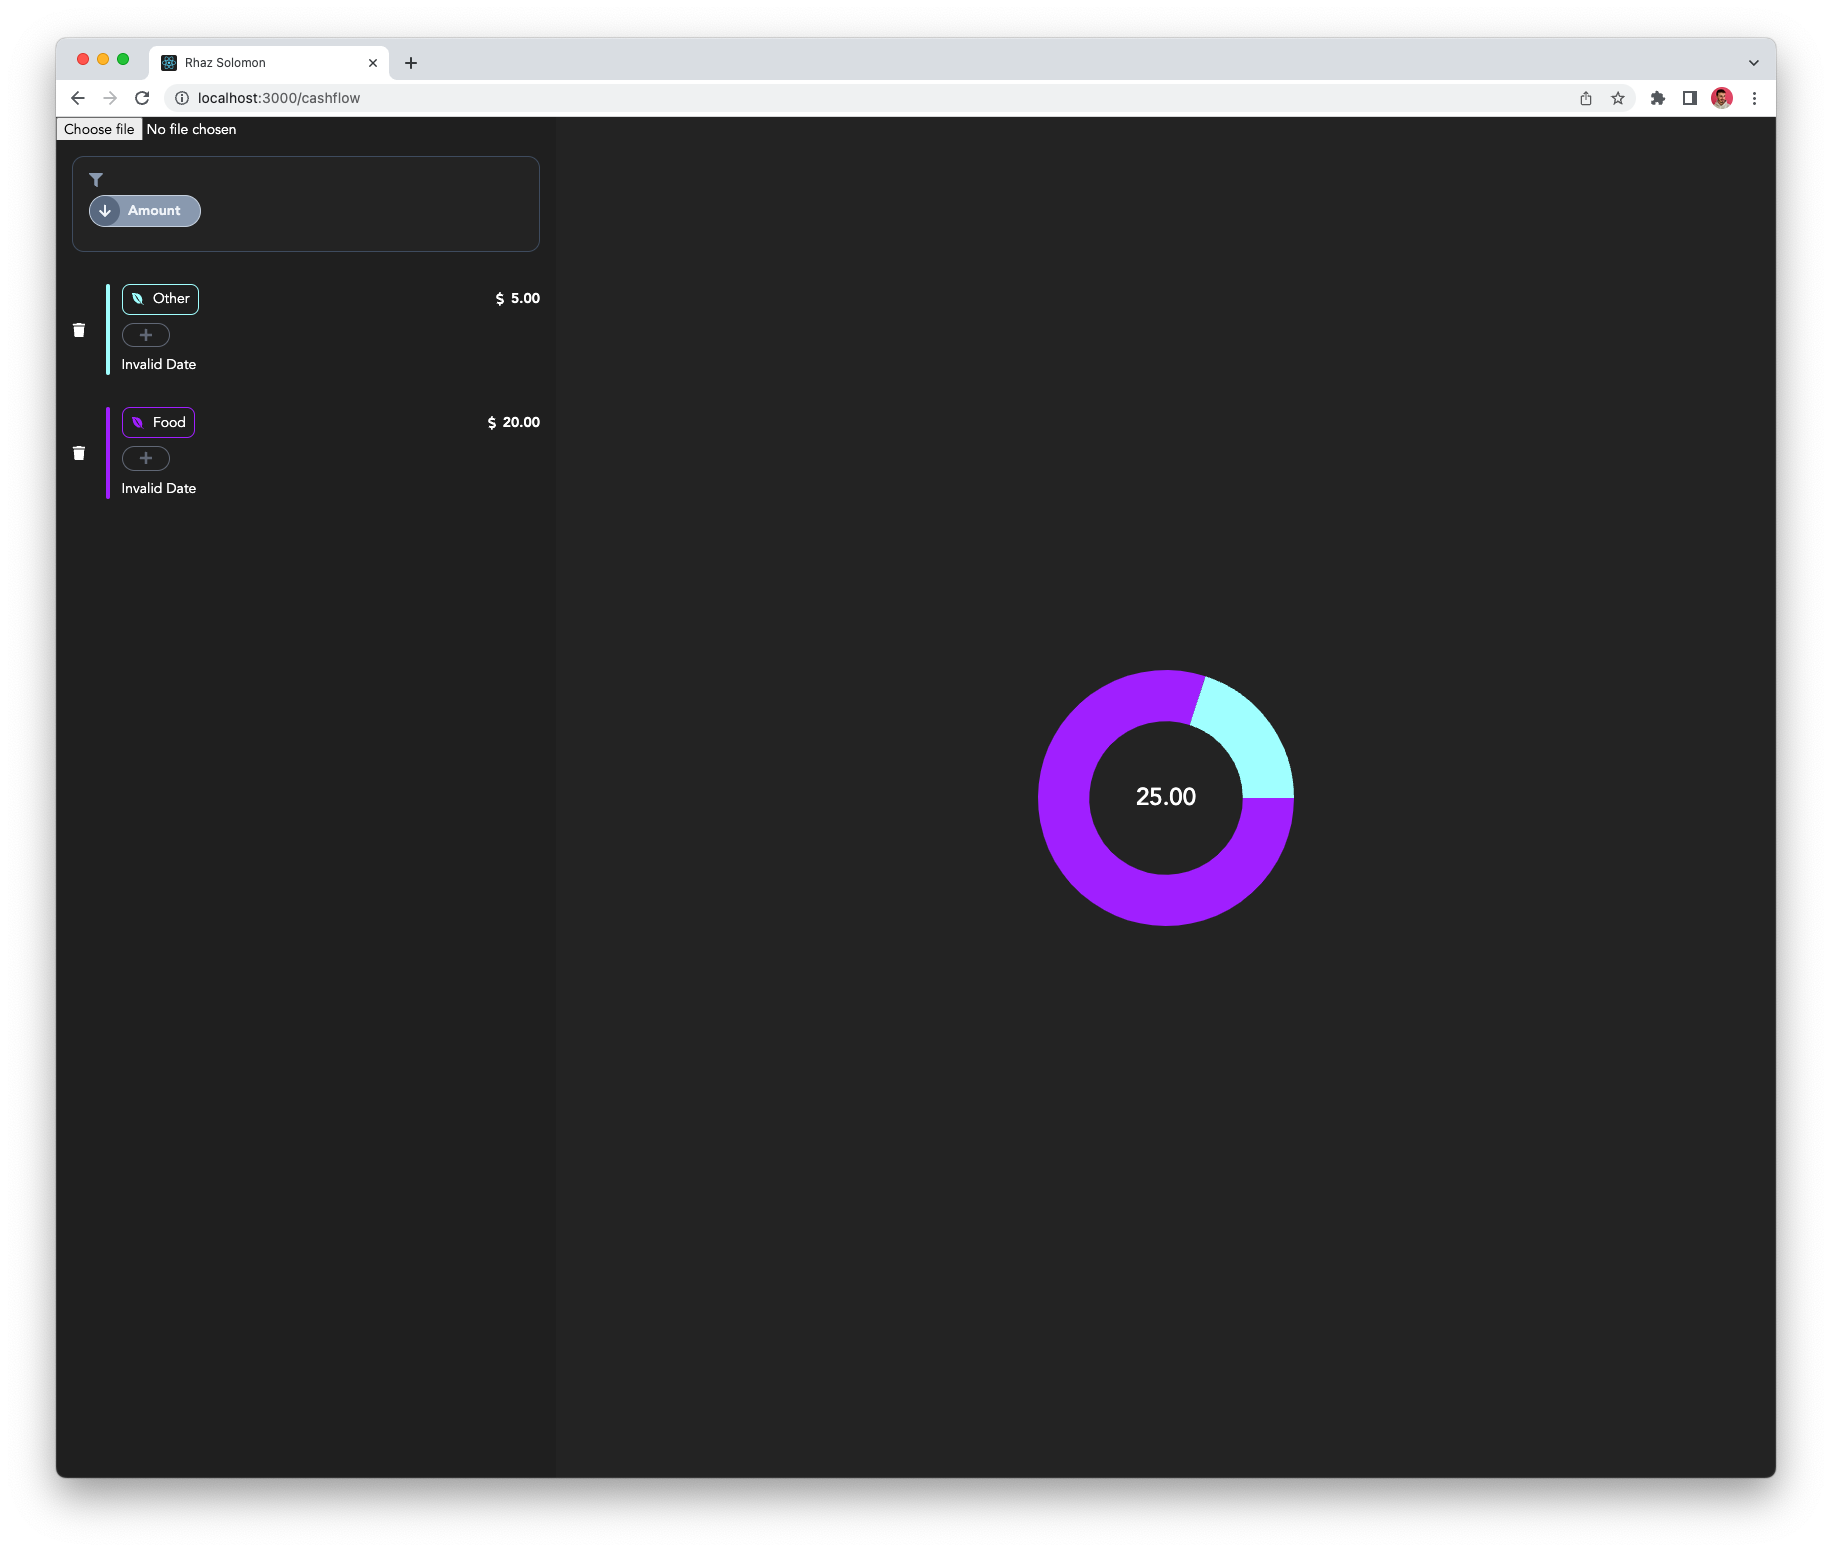 Rhaz Solomon
localhost:3000/cashflow
Choose file No file chosen
Amount
Other $ 5.00
Invalid Date
Food $ 20.00
Invalid Date
25.00